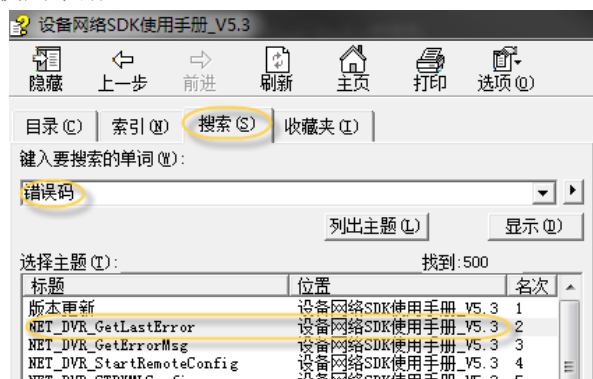 设备网络SDK使用手册_V5.3
隐藏 上一步 前进 刷新 主页 打印 选项(O)
目录(C) 索引(N) 搜索(S) 收藏夹(I)
键入要搜索的单词(W):
错误码
列出主题(L) 显示(D)
选择主题(T): 找到:500
标题 位置 名次
版本更新 设备网络SDK使用手册_V5.3 1
NET_DVR_GetLastError 设备网络SDK使用手册_V5.3 2
NET_DVR_GetErrorMsg 设备网络SDK使用手册_V5.3 3
NET_DVR_StartRemoteConfig 设备网络SDK使用手册_V5.3 4